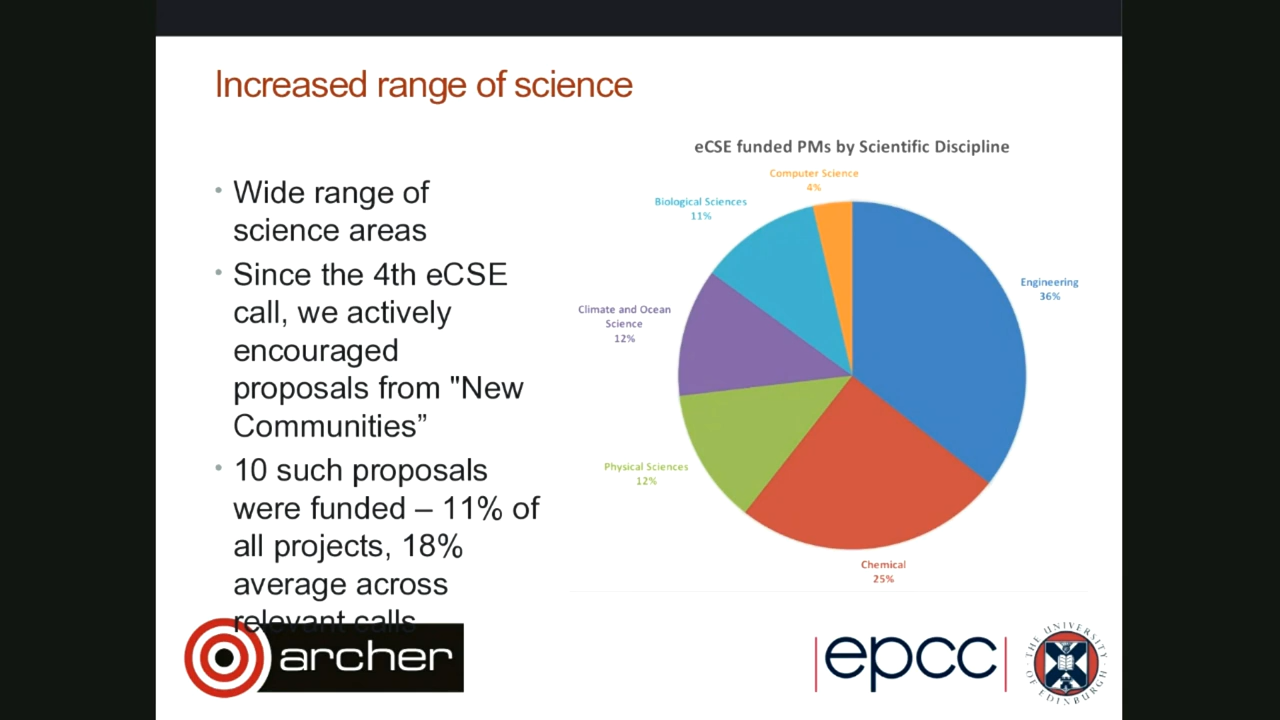 Increased range of science
• Wide range of
science areas
• Since the 4th eCSE
call, we actively
encouraged
proposals from "New
Communities”
• 10 such proposals
were funded – 11% of
all projects, 18%
average across
relevant calls
eCSE funded PMs by Scientific Discipline
Computer Science
4%
Biological Sciences
11%
Engineering
36%
Climate and Ocean
Science
12%
Physical Sciences
12%
Chemical
25%
archer
epcc
THE UNIVERSITY
OF EDINBURGH